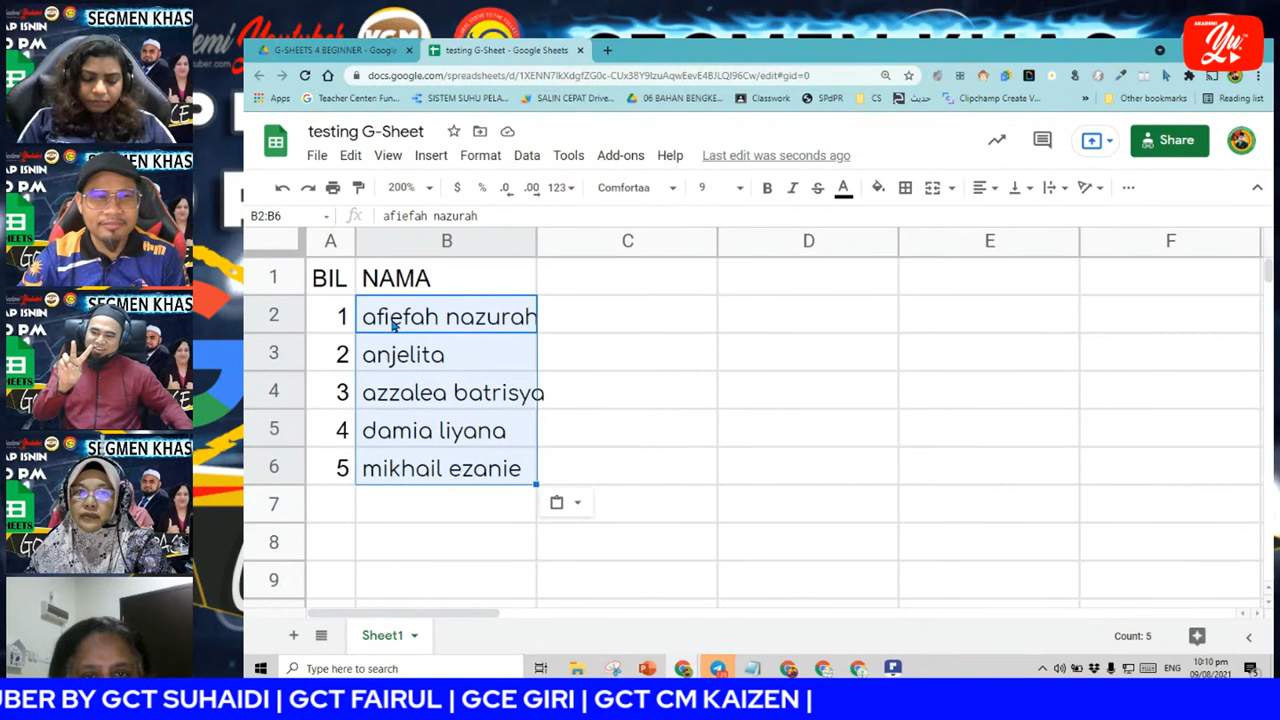 SEGMEN KHAS
G-SHEETS 4 BEGINNER - Google
testing G-Sheet - Google Sheets
AKADEMI
Yu.
docs.google.com/spreadsheets/d/1XENN7IkXdgfZG0c-CUx38Y9IzuAqwEevE4BJLQI96Cw/edit#gid=0
Apps
Teacher Center: Fun...
SISTEM SUHU PELA...
SALIN CEPAT Drive...
06 BAHAN BENGKE...
Classwork
SPdPR
CS
حديث
Clipchamp Create V...
Other bookmarks
Reading list
testing G-Sheet
Share
File Edit View Insert Format Data Tools Add-ons Help Last edit was seconds ago
200% $ % .0 .00 123 Comfortaa 9 B I S A
B2:B6 fx afiefah nazurah
A B C D E F
1 BIL NAMA
2 1 afiefah nazurah
3 2 anjelita
4 3 azzalea batrisya
5 4 damia liyana
6 5 mikhail ezanie
7
8
9
SEGMEN KHAS
SEGMEN KHAS
SEGMEN KHAS
Sheet1
Count: 5
Type here to search
ENG
10:10 pm
09/08/2021
UBER BY GCT SUHAIDI | GCT FAIRUL | GCE GIRI | GCT CM KAIZEN |